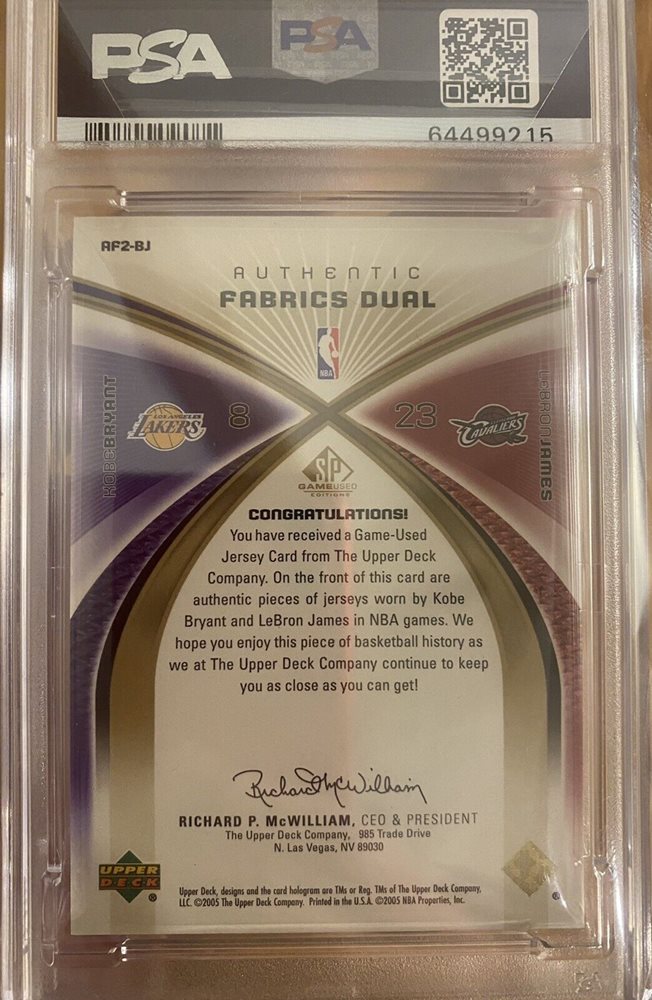 PSA
PSA
64499215
AF2-BJ
AUTHENTIC
FABRICS DUAL
NBA
KOBE BRYANT
LOS ANGELES
LAKERS
8
23
CAVALIERS
LEBRON JAMES
SP
GAMEUSED
EDITIONS
CONGRATULATIONS!
You have received a Game-Used
Jersey Card from The Upper Deck
Company. On the front of this card are
authentic pieces of jerseys worn by Kobe
Bryant and LeBron James in NBA games. We
hope you enjoy this piece of basketball history as
we at The Upper Deck Company continue to keep
you as close as you can get!
Richard McWilliam
RICHARD P. McWILLIAM, CEO & PRESIDENT
The Upper Deck Company, 985 Trade Drive
N. Las Vegas, NV 89030
UPPER
DECK
®
Upper Deck, designs and the card hologram are TMs or Reg. TMs of The Upper Deck Company,
LLC. ©2005 The Upper Deck Company. Printed in the U.S.A. ©2005 NBA Properties, Inc.